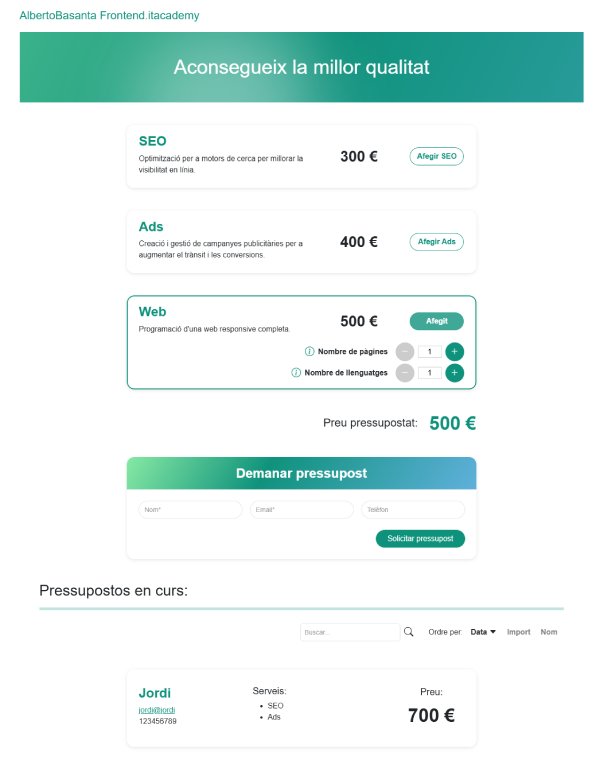 AlbertoBasanta Frontend.itacademy
Aconsegueix la millor qualitat
SEO
Optimització per a motors de cerca per millorar la
visibilitat en línia.
300 €
Afegir SEO
Ads
Creació i gestió de campanyes publicitàries per a
augmentar el trànsit i les conversions.
400 €
Afegir Ads
Web
Programació d'una web responsive completa.
500 €
Afegit
Nombre de pàgines
− 1 +
Nombre de llenguatges
− 1 +
Preu pressupostat: 500 €
Demanar pressupost
Nom* Email* Telèfon
Solicitar pressupost
Pressupostos en curs:
Buscar... Ordre per: Data Import Nom
Jordi
jordi@jordi
123456789
Serveis:
• SEO
• Ads
Preu:
700 €